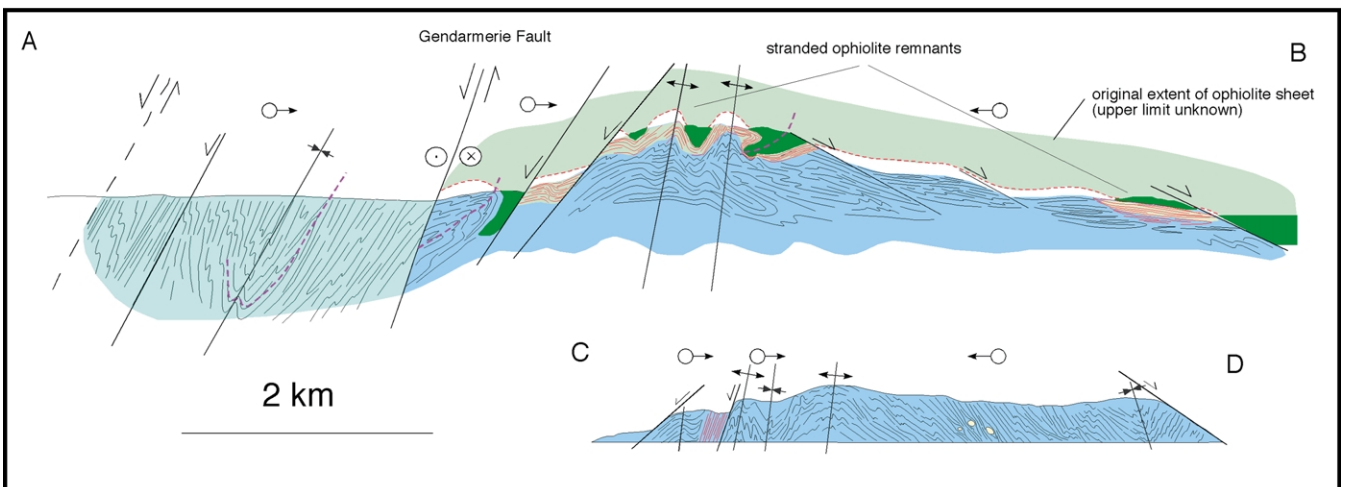 A
Gendarmerie Fault
stranded ophiolite remnants
B
original extent of ophiolite sheet
(upper limit unknown)
C
D
2 km